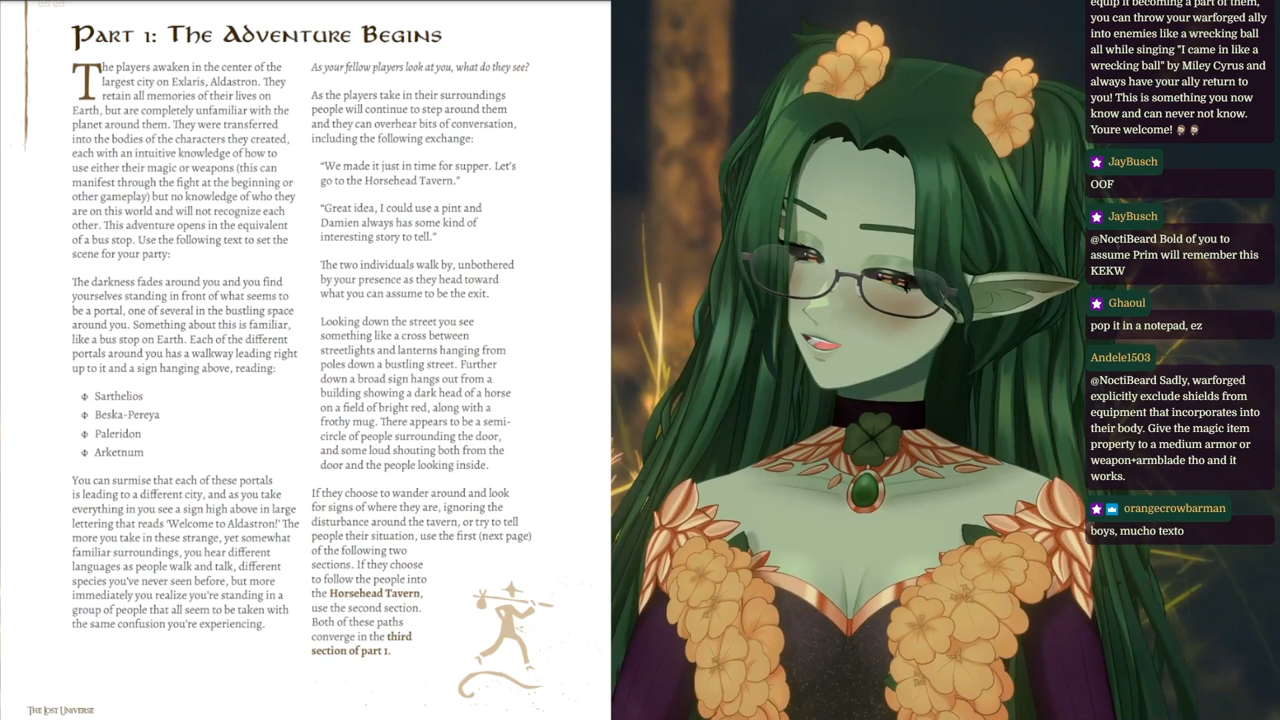 Part 1: The Adventure Begins
The players awaken in the center of the
largest city on Exlaris, Aldastron. They
retain all memories of their lives on
Earth, but are completely unfamiliar with the
planet around them. They were transferred
into the bodies of the characters they created,
each with an intuitive knowledge of how to
use either their magic or weapons (this can
manifest through the fight at the beginning or
other gameplay) but no knowledge of who they
are on this world and will not recognize each
other. This adventure opens in the equivalent
of a bus stop. Use the following text to set the
scene for your party:
The darkness fades around you and you find
yourselves standing in front of what seems to
be a portal, one of several in the bustling space
around you. Something about this is familiar,
like a bus stop on Earth. Each of the different
portals around you has a walkway leading right
up to it and a sign hanging above, reading:
Sarthelios
Beska-Pereya
Paleridon
Arketnum
You can surmise that each of these portals
is leading to a different city, and as you take
everything in you see a sign high above in large
lettering that reads ‘Welcome to Aldastron!’ The
more you take in these strange, yet somewhat
familiar surroundings, you hear different
languages as people walk and talk, different
species you've never seen before, but more
immediately you realize you're standing in a
group of people that all seem to be taken with
the same confusion you're experiencing.
As your fellow players look at you, what do they see?
As the players take in their surroundings
people will continue to step around them
and they can overhear bits of conversation,
including the following exchange:
“We made it just in time for supper. Let's
go to the Horsehead Tavern.”
“Great idea, I could use a pint and
Damien always has some kind of
interesting story to tell.”
The two individuals walk by, unbothered
by your presence as they head toward
what you can assume to be the exit.
Looking down the street you see
something like a cross between
streetlights and lanterns hanging from
poles down a bustling street. Further
down a broad sign hangs out from a
building showing a dark head of a horse
on a field of bright red, along with a
frothy mug. There appears to be a semi-
circle of people surrounding the door,
and some loud shouting both from the
door and the people looking inside.
If they choose to wander around and look
for signs of where they are, ignoring the
disturbance around the tavern, or try to tell
people their situation, use the first (next page)
of the following two
sections. If they choose
to follow the people into
the Horsehead Tavern,
use the second section.
Both of these paths
converge in the third
section of part 1.
The Lost Universe
equip it becoming a part of them,
you can throw your warforged ally
into enemies like a wrecking ball
all while singing "I came in like a
wrecking ball" by Miley Cyrus and
always have your ally return to
you! This is something you now
know and can never not know.
Youre welcome!
JayBusch
OOF
JayBusch
@NoctiBeard Bold of you to
assume Prim will remember this
KEKW
Ghaoul
pop it in a notepad, ez
Andele1503
@NoctiBeard Sadly, warforged
explicitly exclude shields from
equipment that incorporates into
their body. Give the magic item
property to a medium armor or
weapon+armblade tho and it
works.
orangecrowbarman
boys, mucho texto